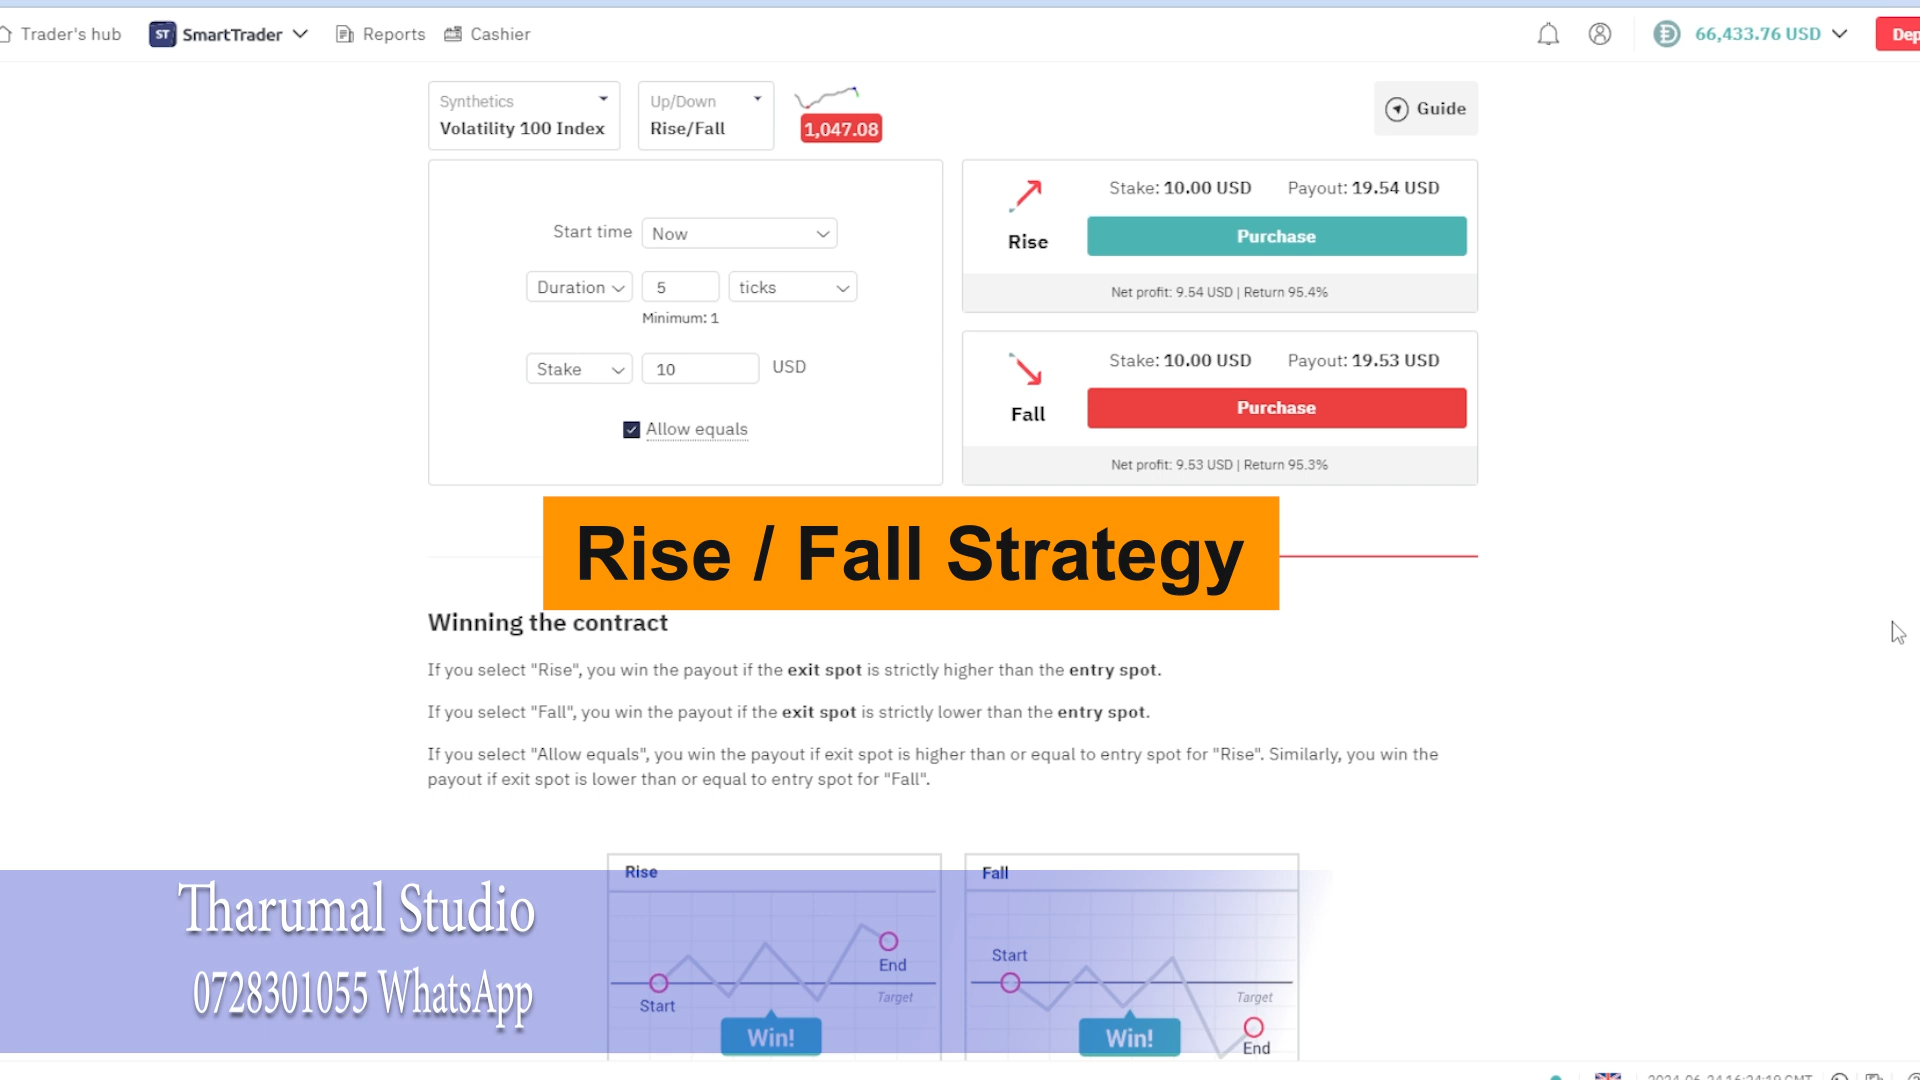 Trader's hub
ST SmartTrader
Reports
Cashier
66,433.76 USD
Dep
Synthetics
Volatility 100 Index
Up/Down
Rise/Fall
1,047.08
Guide
Start time Now
Duration 5 ticks
Minimum: 1
Stake 10 USD
Allow equals
Rise
Stake: 10.00 USD Payout: 19.54 USD
Purchase
Net profit: 9.54 USD | Return 95.4%
Fall
Stake: 10.00 USD Payout: 19.53 USD
Purchase
Net profit: 9.53 USD | Return 95.3%
Rise / Fall Strategy
Winning the contract
If you select "Rise", you win the payout if the exit spot is strictly higher than the entry spot.
If you select "Fall", you win the payout if the exit spot is strictly lower than the entry spot.
If you select "Allow equals", you win the payout if exit spot is higher than or equal to entry spot for "Rise". Similarly, you win the
payout if exit spot is lower than or equal to entry spot for "Fall".
Tharumal Studio
0728301055 WhatsApp
Rise
End
Target
Start
Win!
Fall
Start
Target
End
Win!
2024-06-24 16:24:19 GMT